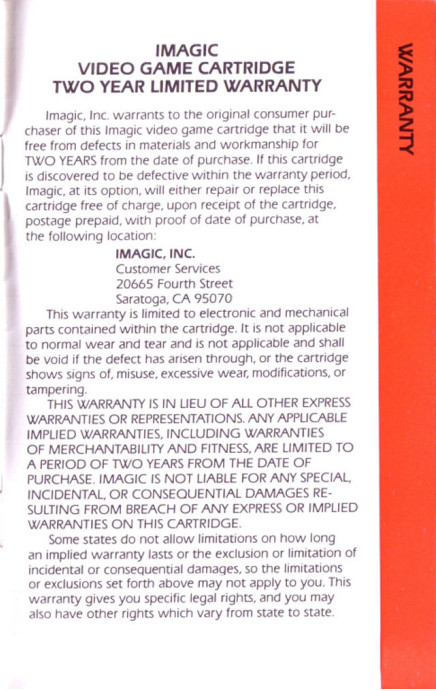 IMAGIC
VIDEO GAME CARTRIDGE
TWO YEAR LIMITED WARRANTY
Imagic, Inc. warrants to the original consumer pur-
chaser of this Imagic video game cartridge that it will be
free from defects in materials and workmanship for
TWO YEARS from the date of purchase. If this cartridge
is discovered to be defective within the warranty period,
Imagic, at its option, will either repair or replace this
cartridge free of charge, upon receipt of the cartridge,
postage prepaid, with proof of date of purchase, at
the following location:
IMAGIC, INC.
Customer Services
20665 Fourth Street
Saratoga, CA 95070
This warranty is limited to electronic and mechanical
parts contained within the cartridge. It is not applicable
to normal wear and tear and is not applicable and shall
be void if the defect has arisen through, or the cartridge
shows signs of, misuse, excessive wear, modifications, or
tampering.
THIS WARRANTY IS IN LIEU OF ALL OTHER EXPRESS
WARRANTIES OR REPRESENTATIONS. ANY APPLICABLE
IMPLIED WARRANTIES, INCLUDING WARRANTIES
OF MERCHANTABILITY AND FITNESS, ARE LIMITED TO
A PERIOD OF TWO YEARS FROM THE DATE OF
PURCHASE. IMAGIC IS NOT LIABLE FOR ANY SPECIAL,
INCIDENTAL, OR CONSEQUENTIAL DAMAGES RE-
SULTING FROM BREACH OF ANY EXPRESS OR IMPLIED
WARRANTIES ON THIS CARTRIDGE.
Some states do not allow limitations on how long
an implied warranty lasts or the exclusion or limitation of
incidental or consequential damages, so the limitations
or exclusions set forth above may not apply to you. This
warranty gives you specific legal rights, and you may
also have other rights which vary from state to state.
WARRANTY